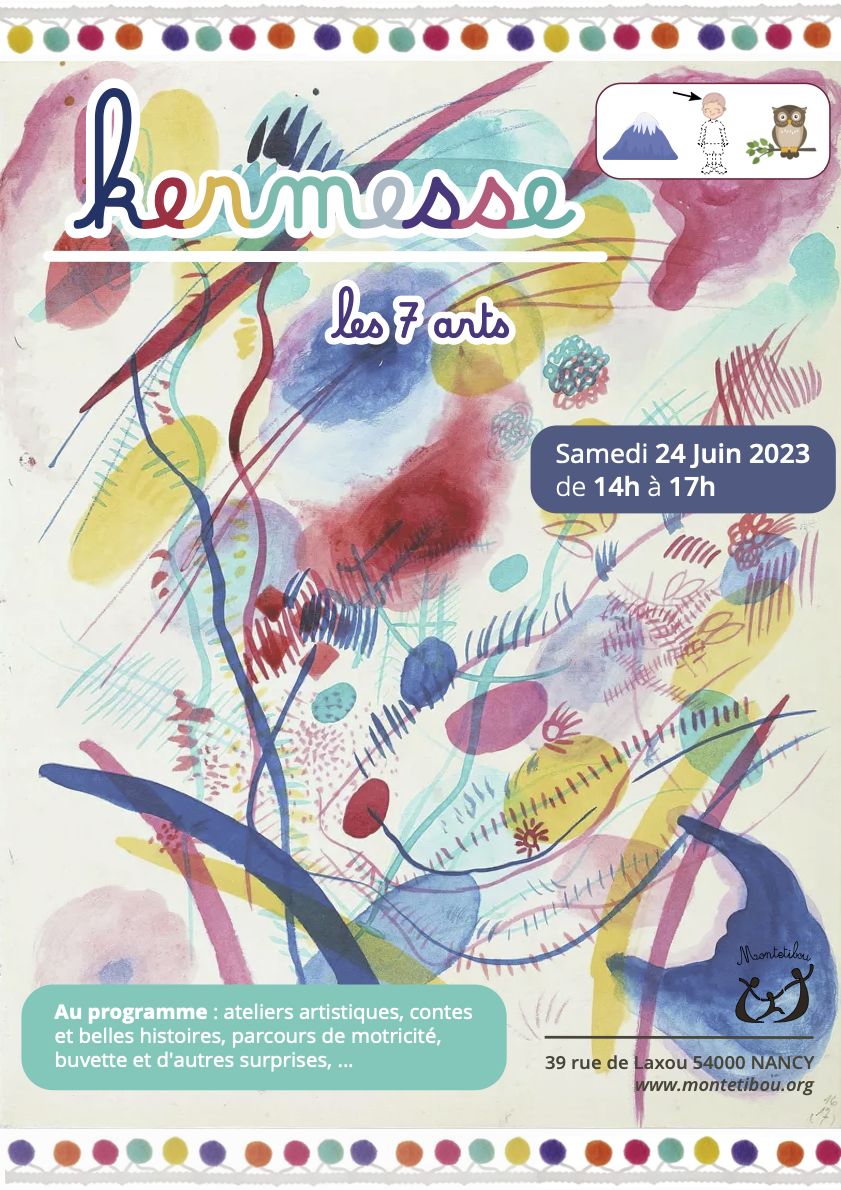 kermesse
les 7 arts
Samedi 24 Juin 2023
de 14h à 17h
Au programme : ateliers artistiques, contes
et belles histoires, parcours de motricité,
buvette et d'autres surprises, ...
Montetibou
39 rue de Laxou 54000 NANCY
www.montetibou.org